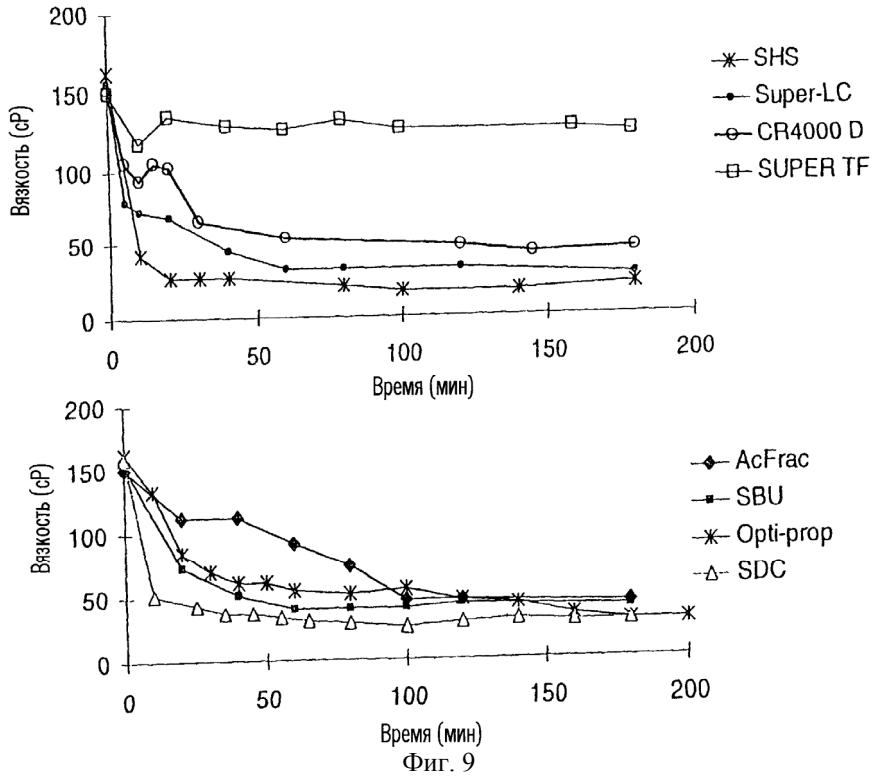 200
150
100
50
0
Вязкость (сР)
0
50
100
150
200
Время (мин)
SHS
Super-LC
CR4000 D
SUPER TF
200
150
100
50
0
Вязкость (сР)
0
50
100
150
200
Время (мин)
AcFrac
SBU
Opti-prop
SDC
Фиг. 9